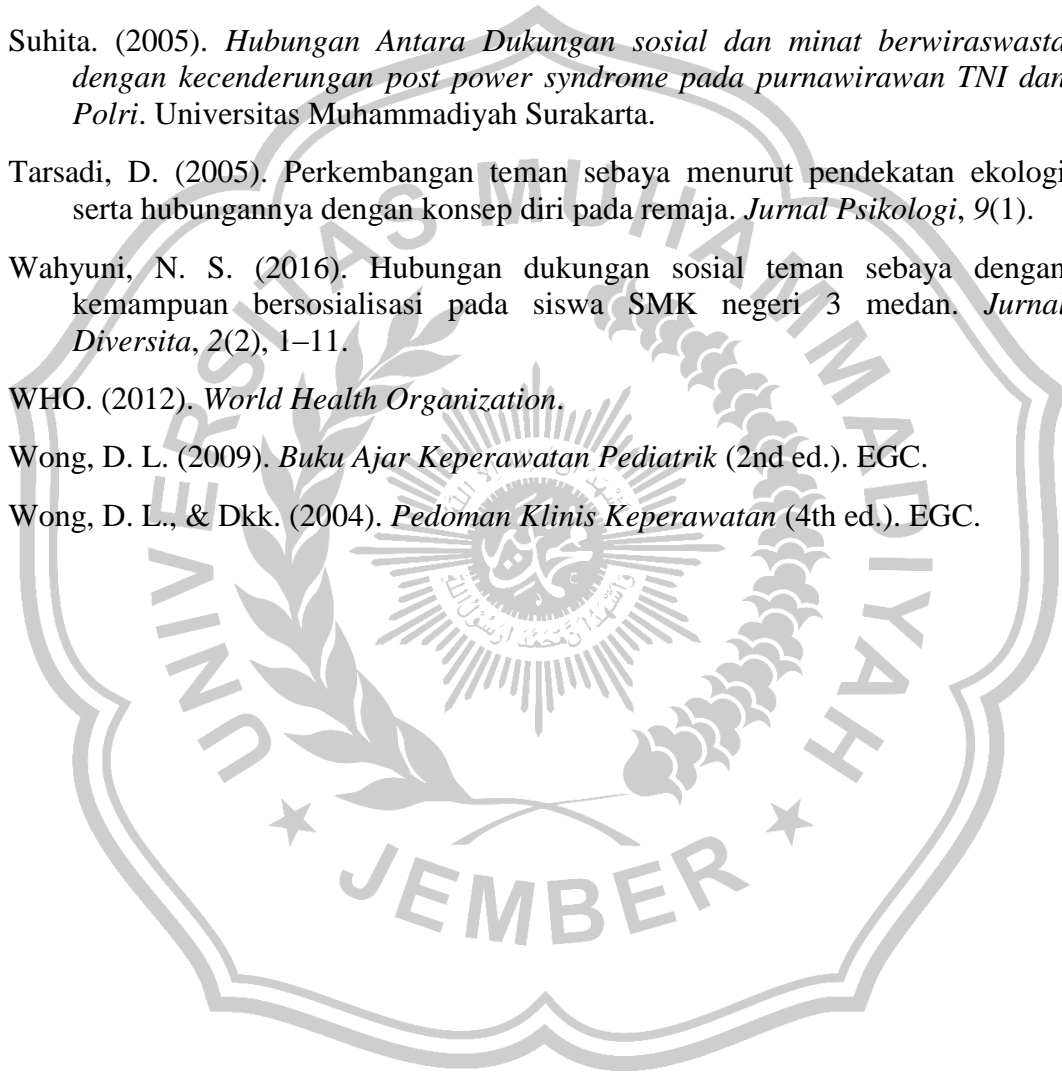 Suhita. (2005). Hubungan Antara Dukungan sosial dan minat berwiraswasta
dengan kecenderungan post power syndrome pada purnawirawan TNI dan
Polri. Universitas Muhammadiyah Surakarta.
Tarsadi, D. (2005). Perkembangan teman sebaya menurut pendekatan ekologi
serta hubungannya dengan konsep diri pada remaja. Jurnal Psikologi, 9(1).
Wahyuni, N. S. (2016). Hubungan dukungan sosial teman sebaya dengan
kemampuan bersosialisasi pada siswa SMK negeri 3 medan. Jurnal
Diversita, 2(2), 1–11.
WHO. (2012). World Health Organization.
Wong, D. L. (2009). Buku Ajar Keperawatan Pediatrik (2nd ed.). EGC.
Wong, D. L., & Dkk. (2004). Pedoman Klinis Keperawatan (4th ed.). EGC.
UNIVERSITAS MUHAMMADIYAH
JEMBER